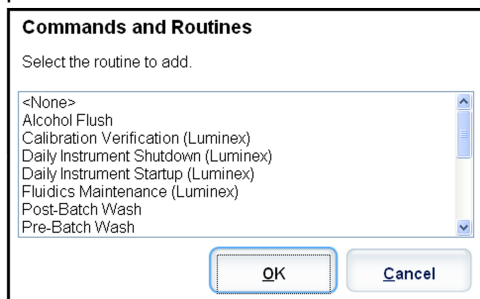 Commands and Routines
Select the routine to add.
<None>
Alcohol Flush
Calibration Verification (Luminex)
Daily Instrument Shutdown (Luminex)
Daily Instrument Startup (Luminex)
Fluidics Maintenance (Luminex)
Post-Batch Wash
Pre-Batch Wash
OK
Cancel